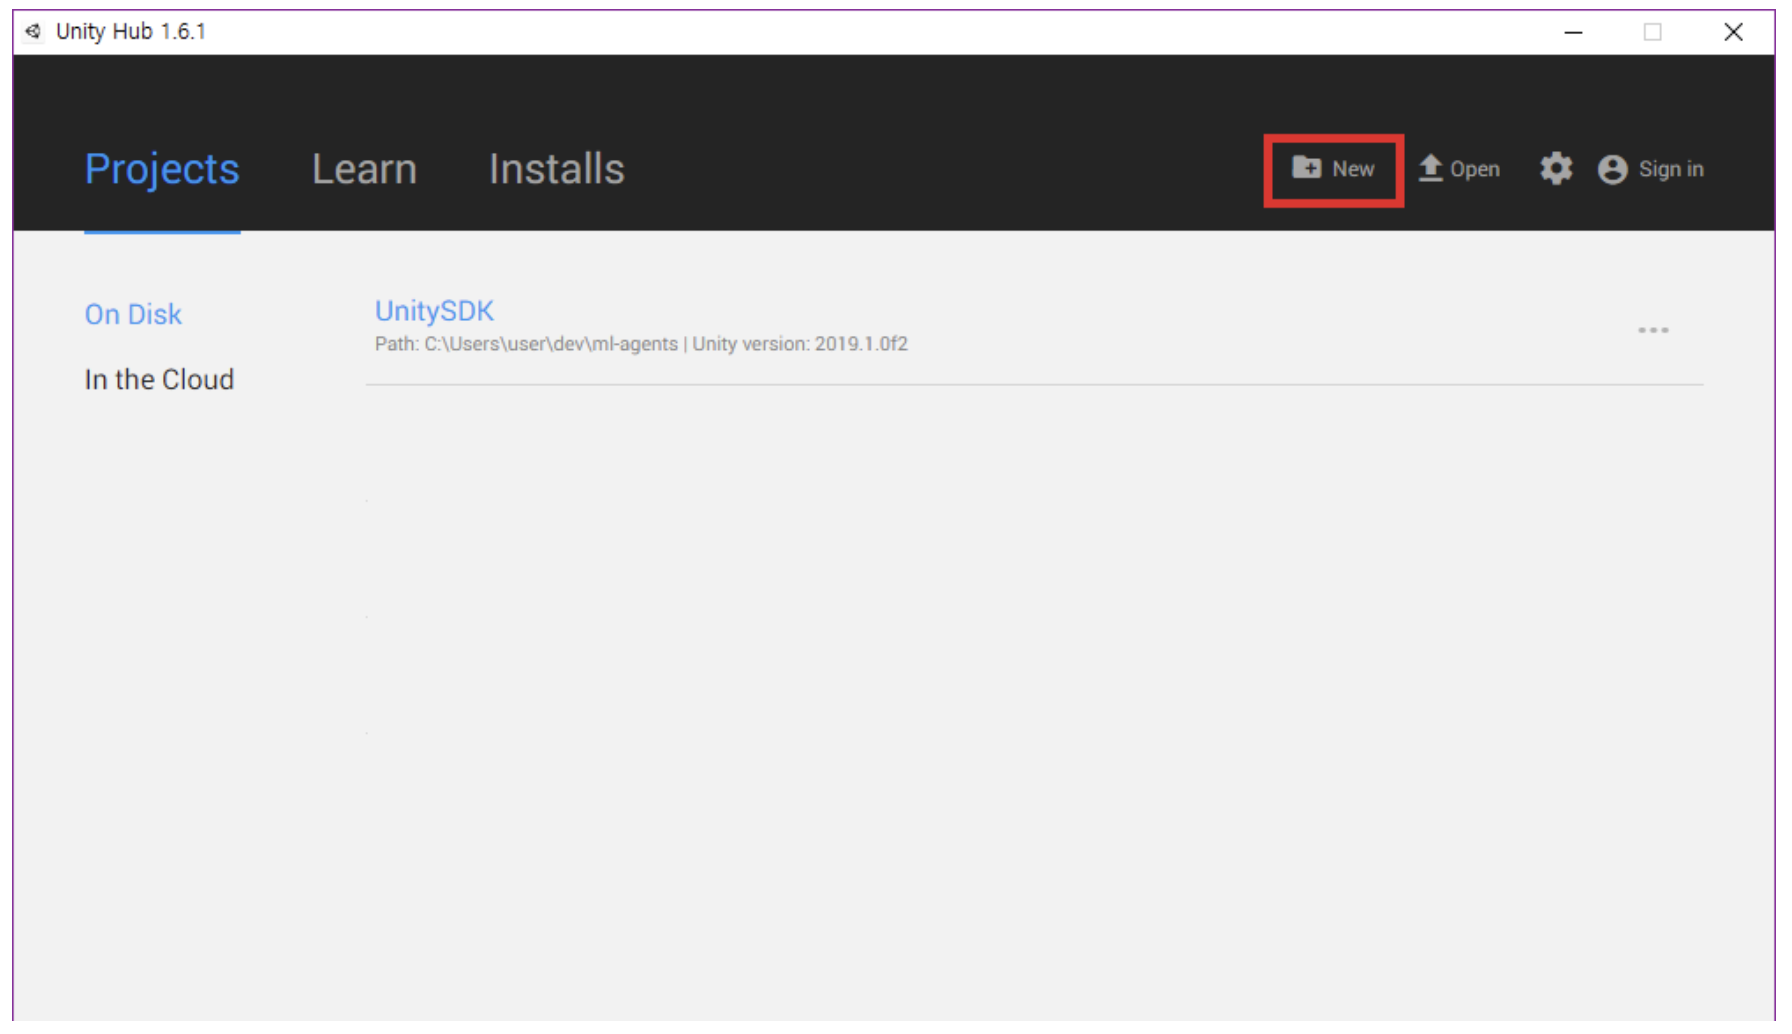 Unity Hub 1.6.1
Projects Learn Installs New Open Sign in
On Disk
In the Cloud
UnitySDK
Path: C:\Users\user\dev\ml-agents | Unity version: 2019.1.0f2